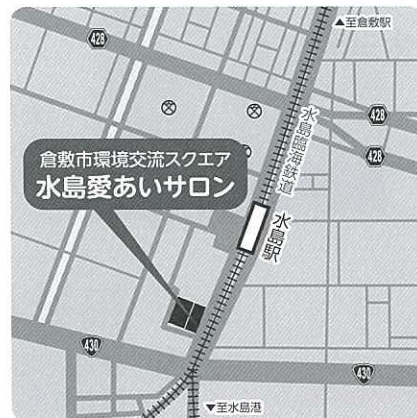 ▲至倉敷駅
428
428
428
水島臨海鉄道
倉敷市環境交流スクエア
水島愛あいサロン
水島駅
430
430
▼至水島港